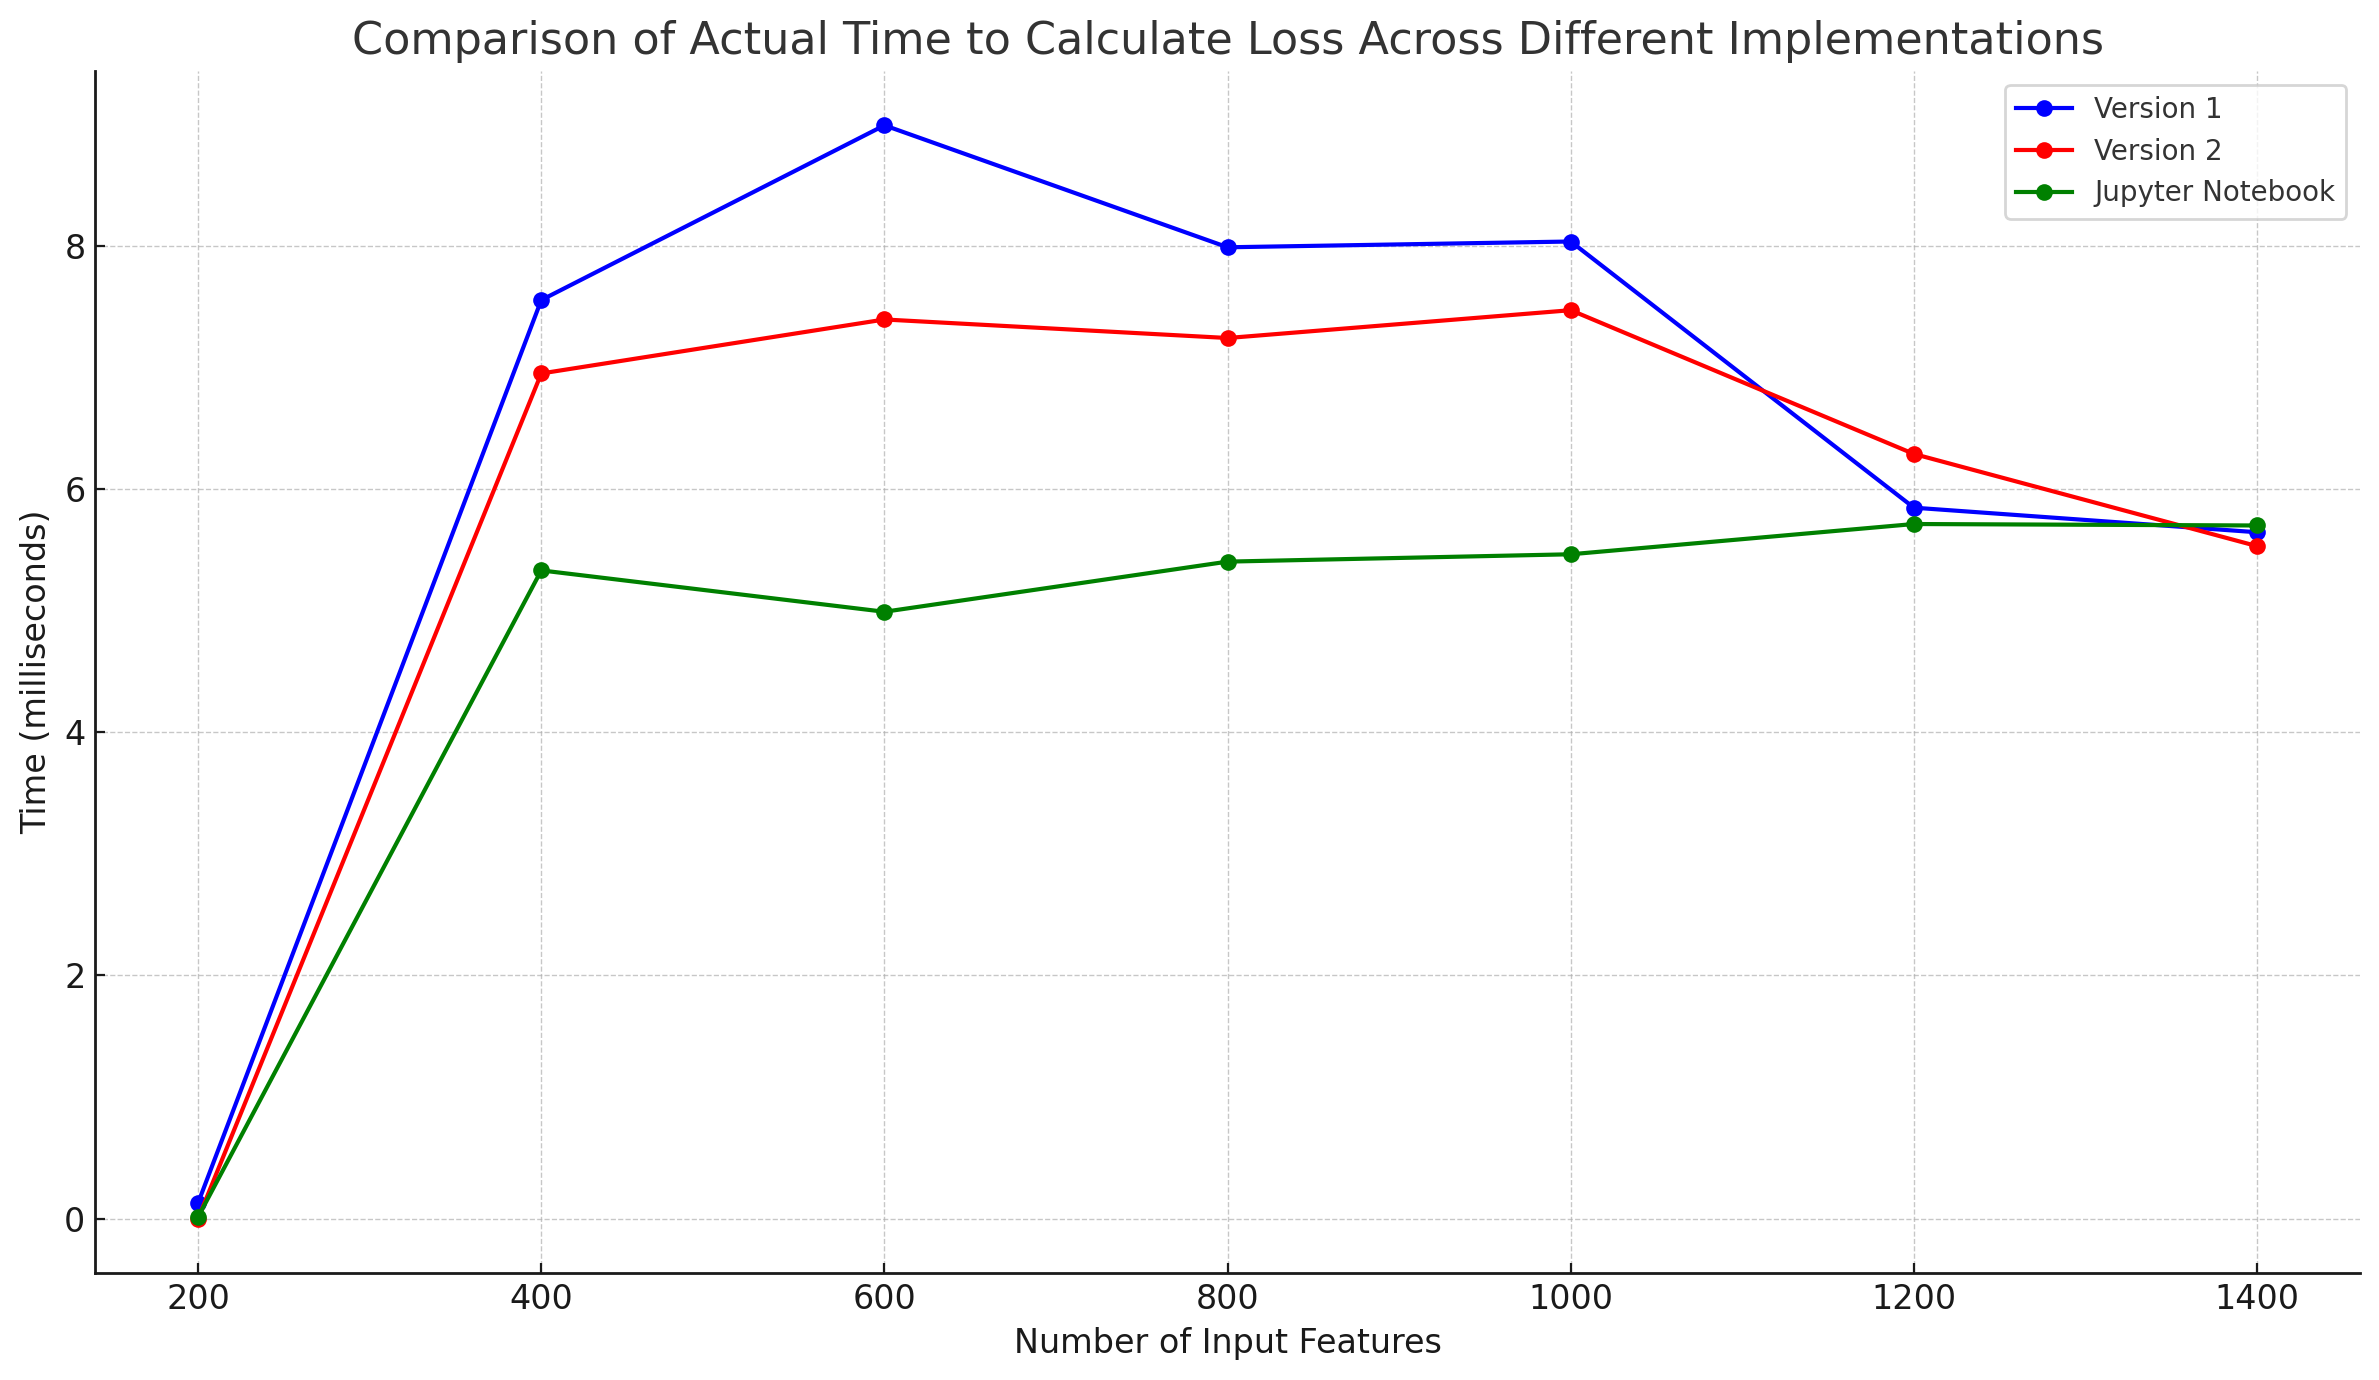 Comparison of Actual Time to Calculate Loss Across Different Implementations
Version 1
Version 2
Jupyter Notebook
Time (milliseconds)
8
6
4
2
0
200 400 600 800 1000 1200 1400
Number of Input Features